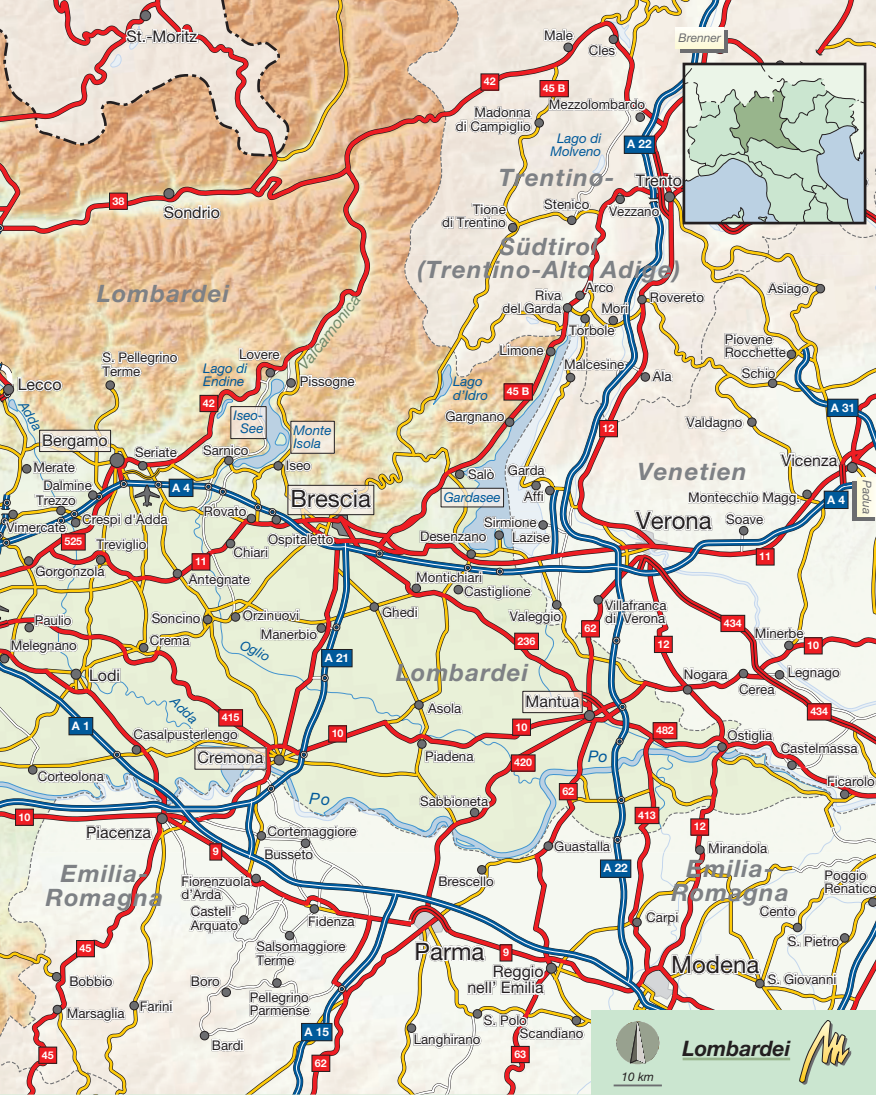 St.-Moritz
Male
Cles
Brenner
42
45 B
Madonna
di Campiglio
Mezzolombardo
Lago di
Molveno
A 22
Trentino-
Trento
38
Sondrio
Stenico
Vezzano
Tione
di Trentino
Südtirol
(Trentino-Alto Adige)
Lombardei
Asiago
Riva
del Garda
Arco
Mori
Rovereto
Torbole
Valcamonica
Piovene
Rocchette
Limone
Lovere
S. Pellegrino
Terme
Lago di
Endine
Pissogne
Malcesine
Ala
Schio
Lecco
Adda
42
Lago
d'Idro
45 B
A 31
Iseo-
See
Monte
Isola
Gargnano
12
Valdagno
Bergamo
Seriate
Sarnico
Iseo
Merate
Salò
Garda
Venetien
Vicenza
Dalmine
Trezzo
A 4
Brescia
Gardasee
Affi
Montecchio Magg.
A 4
Padua
Crespi d'Adda
Vimercate
Rovato
Ospitaletto
Desenzano
Sirmione
Lazise
Verona
Soave
525
Treviglio
Chiari
11
11
Gorgonzola
Antegnate
Montichiari
Castiglione
Paulio
Soncino
Orzinuovi
Ghedi
Valeggio
Villafranca
di Verona
Manerbio
236
62
12
434
Minerbe
10
Melegnano
Crema
Oglio
A 21
Lodi
Lombardei
Nogara
Cerea
Legnago
Adda
Mantua
434
A 1
415
Asola
10
10
482
Ostiglia
Casalpusterlengo
Cremona
Piadena
420
Po
Castelmassa
Corteolona
Po
Sabbioneta
62
Ficarolo
10
Piacenza
413
12
Cortemaggiore
9
Busseto
Guastalla
Mirandola
Emilia-
Romagna
Fiorenzuola
d'Arda
Brescello
A 22
Emilia-
Romagna
Poggio
Renatico
Castell'
Arquato
Fidenza
Carpi
Cento
45
Salsomaggiore
Terme
Parma
9
S. Pietro
Reggio
nell' Emilia
Modena
Bobbio
Boro
S. Giovanni
Marsaglia
Farini
Pellegrino
Parmense
S. Polo
Scandiano
A 15
Langhirano
Bardi
45
62
63
10 km
Lombardei